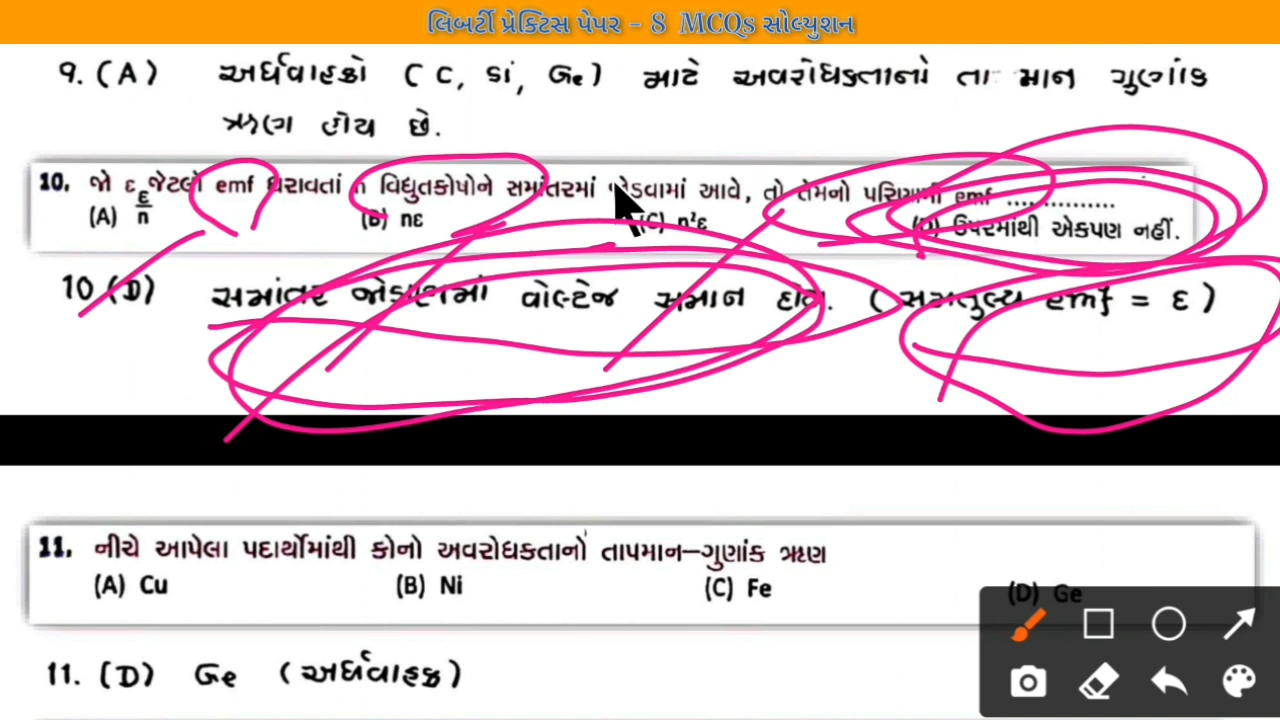 લિબર્ટી પ્રેક્ટિસ પેપર - 8 MCQs સોલ્યુશન
9. (A) અર્ધવાહકો ( C, Si, Ge ) માટે અવરોધકતાનો તા માન ગુણાંક
ઋણ હોય છે.
10. જો ε જેટલો emf ધરાવતાં n વિદ્યુતકોષોને સમાંતરમાં જોડવામાં આવે, તો તેમનો પરિણામી emf ..............
(A) ε/n (B) nε (C) n²ε (D) ઉપરમાંથી એકપણ નહીં.
10 (D) સમાંતર જોડાણમાં વોલ્ટેજ સમાન હોય. ( સમતુલ્ય emf = ε )
11. નીચે આપેલા પદાર્થોમાંથી કોનો અવરોધકતાનો તાપમાન–ગુણાંક ઋણ
(A) Cu (B) Ni (C) Fe (D) Ge
11. (D) Ge ( અર્ધવાહક )